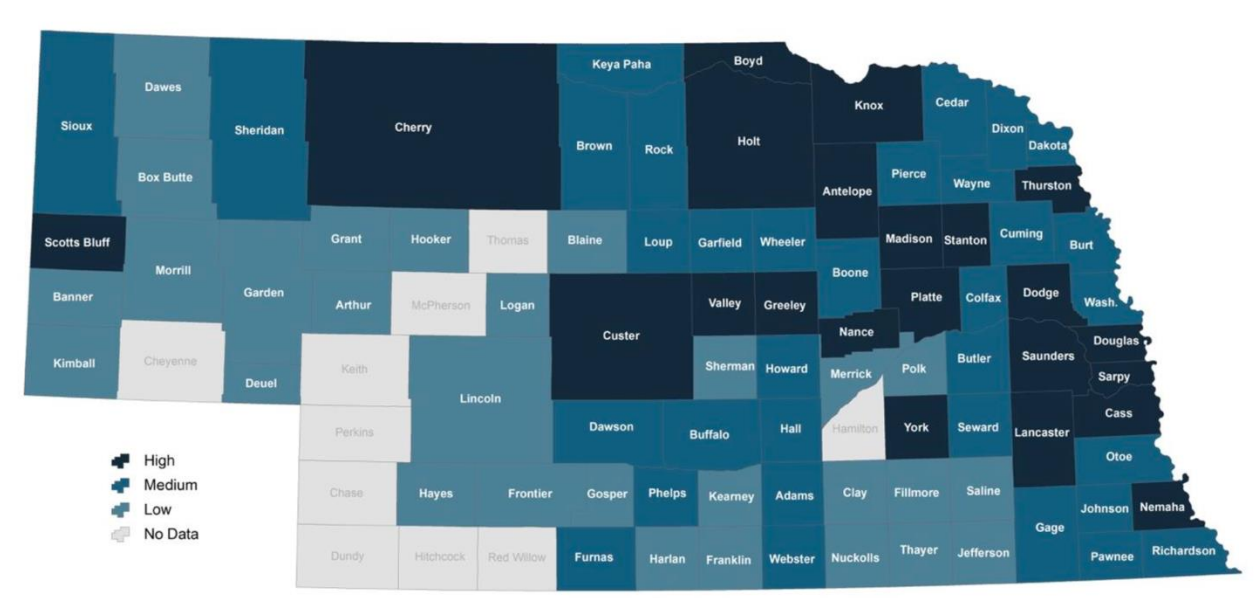 Keya Paha
Boyd
Dawes
Knox
Cedar
Sioux
Sheridan
Cherry
Dixon
Brown
Rock
Holt
Dakota
Box Butte
Pierce
Wayne
Thurston
Antelope
Scotts Bluff
Grant
Hooker
Thomas
Blaine
Loup
Garfield
Wheeler
Madison
Stanton
Cuming
Burt
Morrill
Boone
Banner
Garden
Arthur
McPherson
Logan
Valley
Greeley
Platte
Colfax
Dodge
Wash.
Custer
Nance
Douglas
Kimball
Cheyenne
Keith
Sherman
Howard
Merrick
Polk
Butler
Saunders
Sarpy
Deuel
Lincoln
Perkins
Dawson
Buffalo
Hall
Hamilton
York
Seward
Lancaster
Cass
High
Otoe
Medium
Chase
Hayes
Frontier
Gosper
Phelps
Kearney
Adams
Clay
Fillmore
Saline
Low
Johnson
Nemaha
No Data
Gage
Dundy
Hitchcock
Red Willow
Furnas
Harlan
Franklin
Webster
Nuckolls
Thayer
Jefferson
Pawnee
Richardson